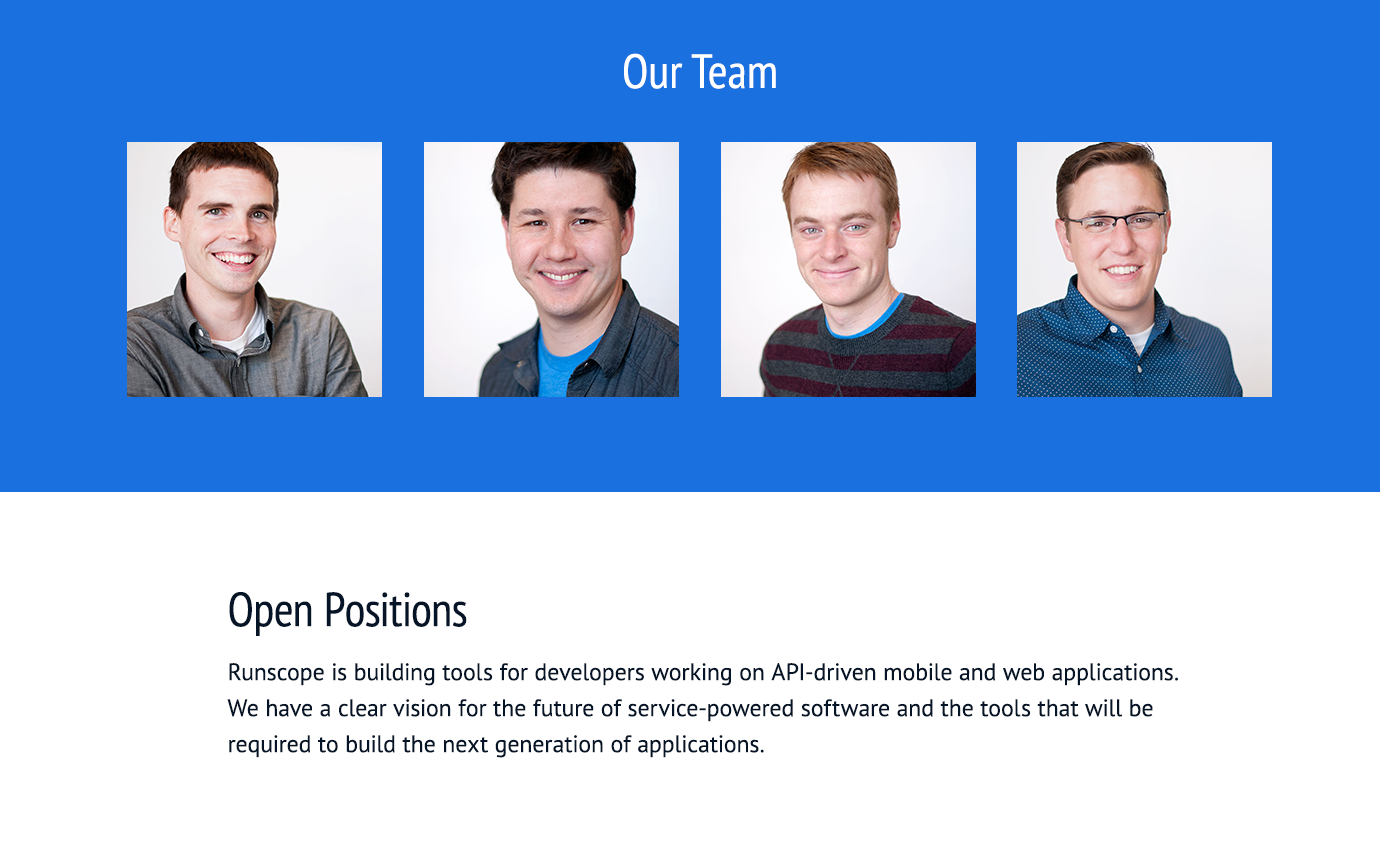 Our Team
Open Positions
Runscope is building tools for developers working on API-driven mobile and web applications.
We have a clear vision for the future of service-powered software and the tools that will be
required to build the next generation of applications.